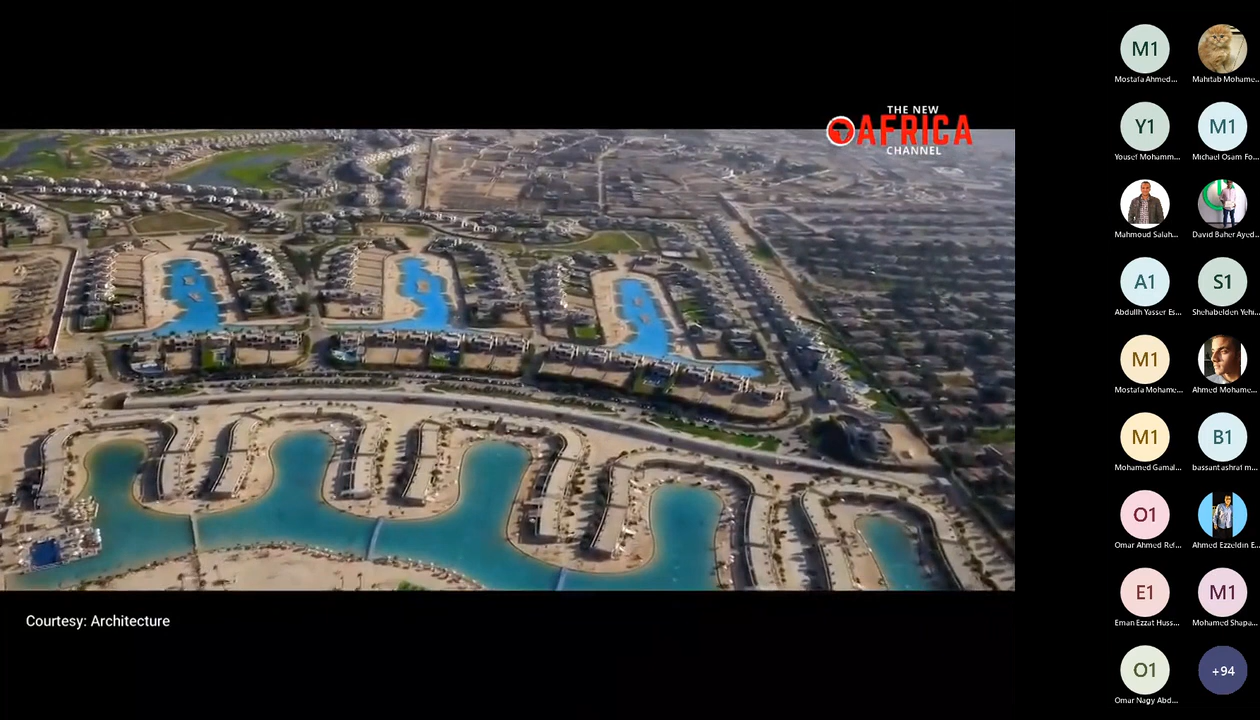 THE NEW
AFRICA
CHANNEL
Courtesy: Architecture
M1
Mostafa Ahmed...
Mahitab Mohame...
Y1
Yousef Mohamm...
M1
Michael Osam Fo...
Mahmoud Salah...
David Baher Ayed...
A1
Abdullh Yasser Es...
S1
Shehabelden Yehi...
M1
Mostafa Mohame...
Ahmed Mohame...
M1
Mohamed Gamal...
B1
bassant ashraf m...
O1
Omar Ahmed Ref...
Ahmed Ezzeldin E...
E1
Eman Ezzat Huss...
M1
Mohamed Shapa...
O1
Omar Nagy Abd...
+94